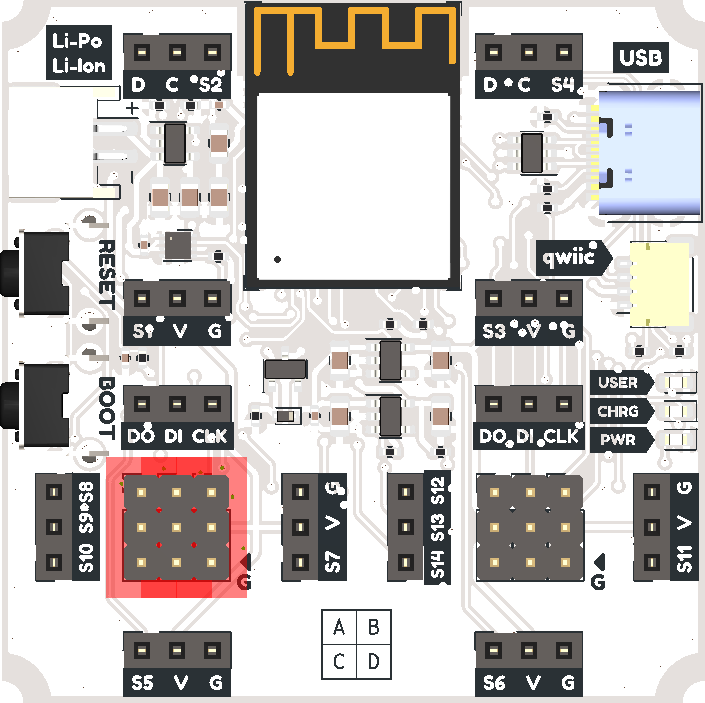 Li-Po
Li-Ion
D C S2
D C S4
USB
+
-
qwiic
RESET
S1 V G
S3 V G
BOOT
USER
CHRG
PWR
DO DI CLK
DO DI CLK
S10 S9 S8
S7 V G
S14 S13 S12
S11 V G
G
G
A B
C D
S5 V G
S6 V G